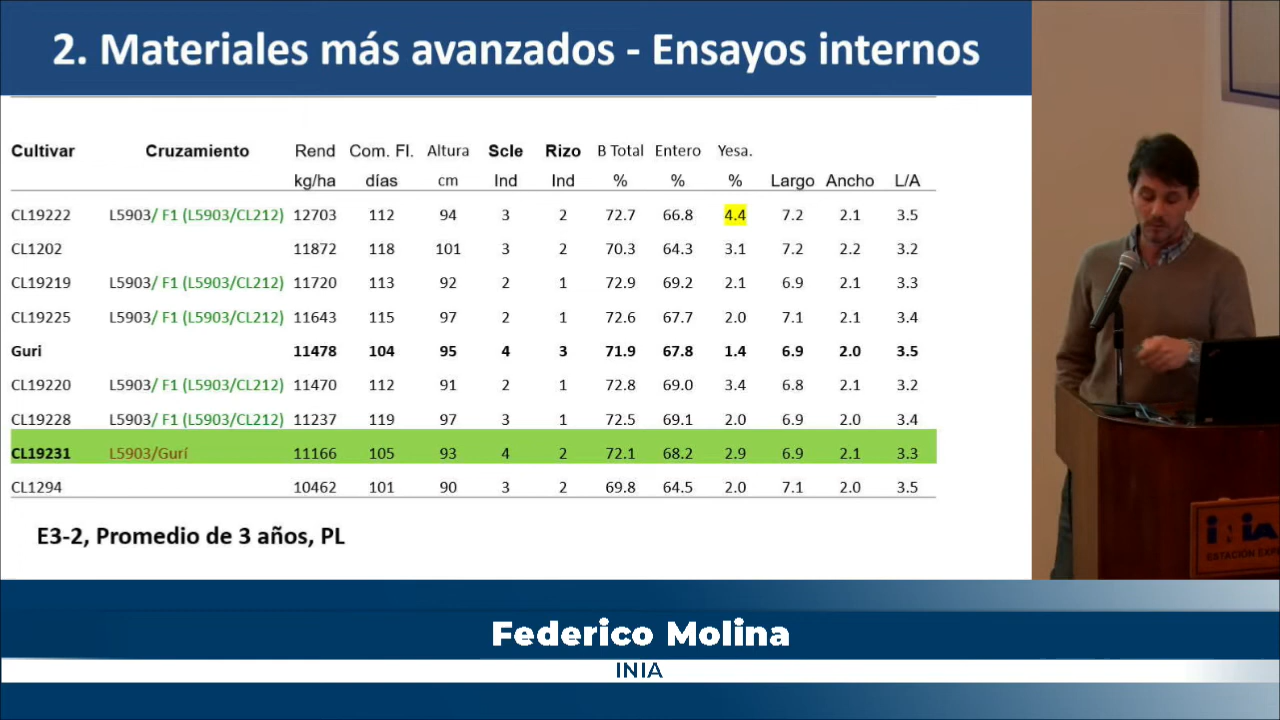 2. Materiales más avanzados - Ensayos internos
Cultivar Cruzamiento Rend Com. Fl. Altura Scle Rizo B Total Entero Yesa.
kg/ha días cm Ind Ind % % % Largo Ancho L/A
CL19222 L5903/ F1 (L5903/CL212) 12703 112 94 3 2 72.7 66.8 4.4 7.2 2.1 3.5
CL1202 11872 118 101 3 2 70.3 64.3 3.1 7.2 2.2 3.2
CL19219 L5903/ F1 (L5903/CL212) 11720 113 92 2 1 72.9 69.2 2.1 6.9 2.1 3.3
CL19225 L5903/ F1 (L5903/CL212) 11643 115 97 2 1 72.6 67.7 2.0 7.1 2.1 3.4
Guri 11478 104 95 4 3 71.9 67.8 1.4 6.9 2.0 3.5
CL19220 L5903/ F1 (L5903/CL212) 11470 112 91 2 1 72.8 69.0 3.4 6.8 2.1 3.2
CL19228 L5903/ F1 (L5903/CL212) 11237 119 97 3 1 72.5 69.1 2.0 6.9 2.0 3.4
CL19231 L5903/Gurí 11166 105 93 4 2 72.1 68.2 2.9 6.9 2.1 3.3
CL1294 10462 101 90 3 2 69.8 64.5 2.0 7.1 2.0 3.5
E3-2, Promedio de 3 años, PL
inia
ESTACIÓN
Federico Molina
INIA